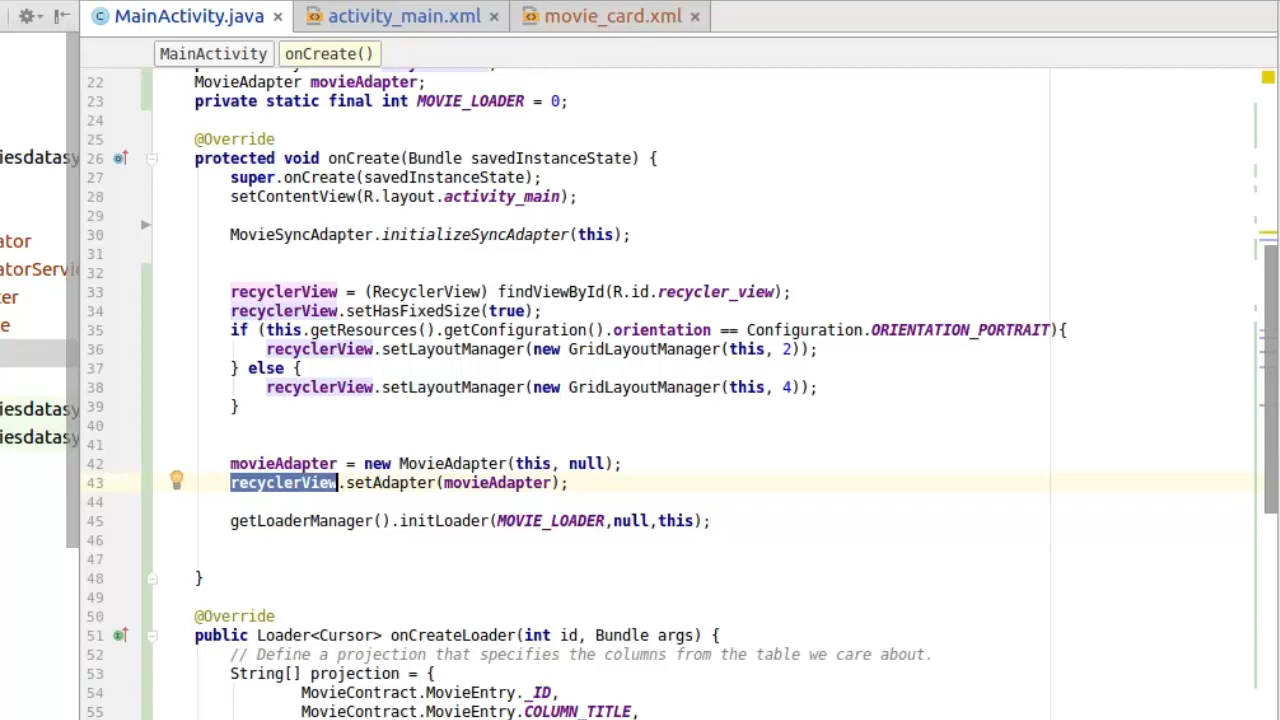 MainActivity.java × activity_main.xml × movie_card.xml ×
MainActivity onCreate()
22 MovieAdapter movieAdapter;
23 private static final int MOVIE_LOADER = 0;
24
25 @Override
26 protected void onCreate(Bundle savedInstanceState) {
27 super.onCreate(savedInstanceState);
28 setContentView(R.layout.activity_main);
29
30 MovieSyncAdapter.initializeSyncAdapter(this);
31
32
33 recyclerView = (RecyclerView) findViewById(R.id.recycler_view);
34 recyclerView.setHasFixedSize(true);
35 if (this.getResources().getConfiguration().orientation == Configuration.ORIENTATION_PORTRAIT){
36 recyclerView.setLayoutManager(new GridLayoutManager(this, 2));
37 } else {
38 recyclerView.setLayoutManager(new GridLayoutManager(this, 4));
39 }
40
41
42 movieAdapter = new MovieAdapter(this, null);
43 recyclerView.setAdapter(movieAdapter);
44
45 getLoaderManager().initLoader(MOVIE_LOADER,null,this);
46
47
48 }
49
50 @Override
51 public Loader<Cursor> onCreateLoader(int id, Bundle args) {
52 // Define a projection that specifies the columns from the table we care about.
53 String[] projection = {
54 MovieContract.MovieEntry._ID,
55 MovieContract.MovieEntry.COLUMN_TITLE,
iesdatasy
ator
atorServi
ter
e
iesdatasy
iesdatasy